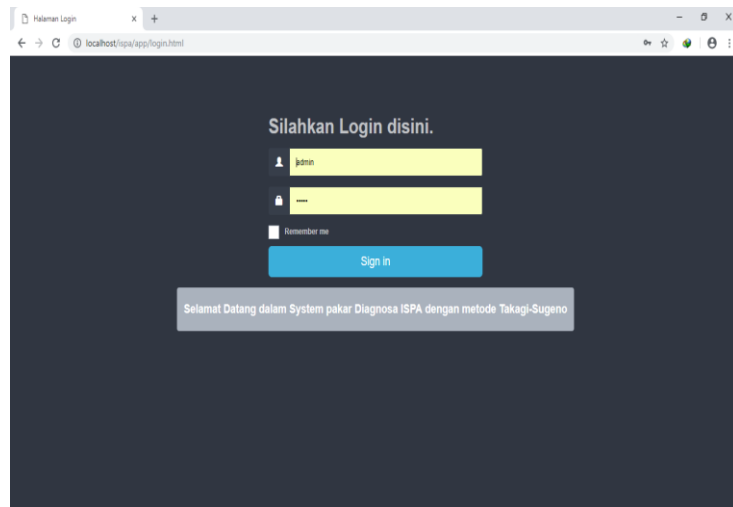 Halaman Login
localhost/ispa/app/login.html
Silahkan Login disini.
admin
•••••
Remember me
Sign in
Selamat Datang dalam System pakar Diagnosa ISPA dengan metode Takagi-Sugeno